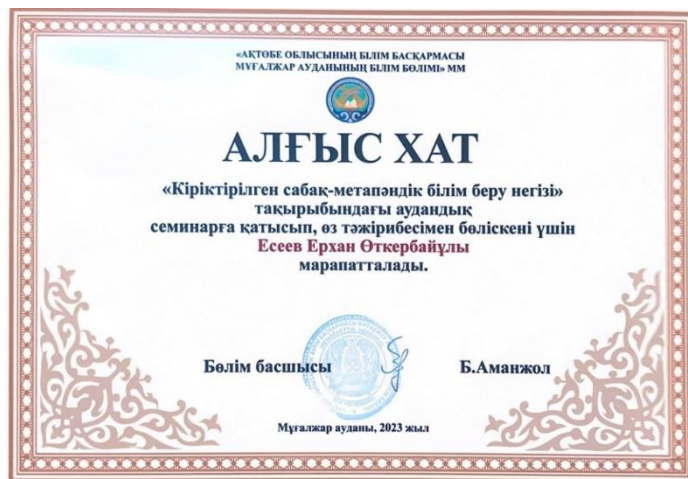 «АҚТӨБЕ ОБЛЫСЫНЫҢ БІЛІМ БАСҚАРМАСЫ
МҰҒАЛЖАР АУДАНЫНЫҢ БІЛІМ БӨЛІМІ» ММ
АЛҒЫС ХАТ
«Кіріктірілген сабақ-метапәндік білім беру негізі»
тақырыбындағы аудандық
семинарға қатысып, өз тәжірибесімен бөліскені үшін
Есеев Ерхан Өткербайұлы
марапатталады.
Бөлім басшысы Б.Аманжол
Мұғалжар ауданы, 2023 жыл